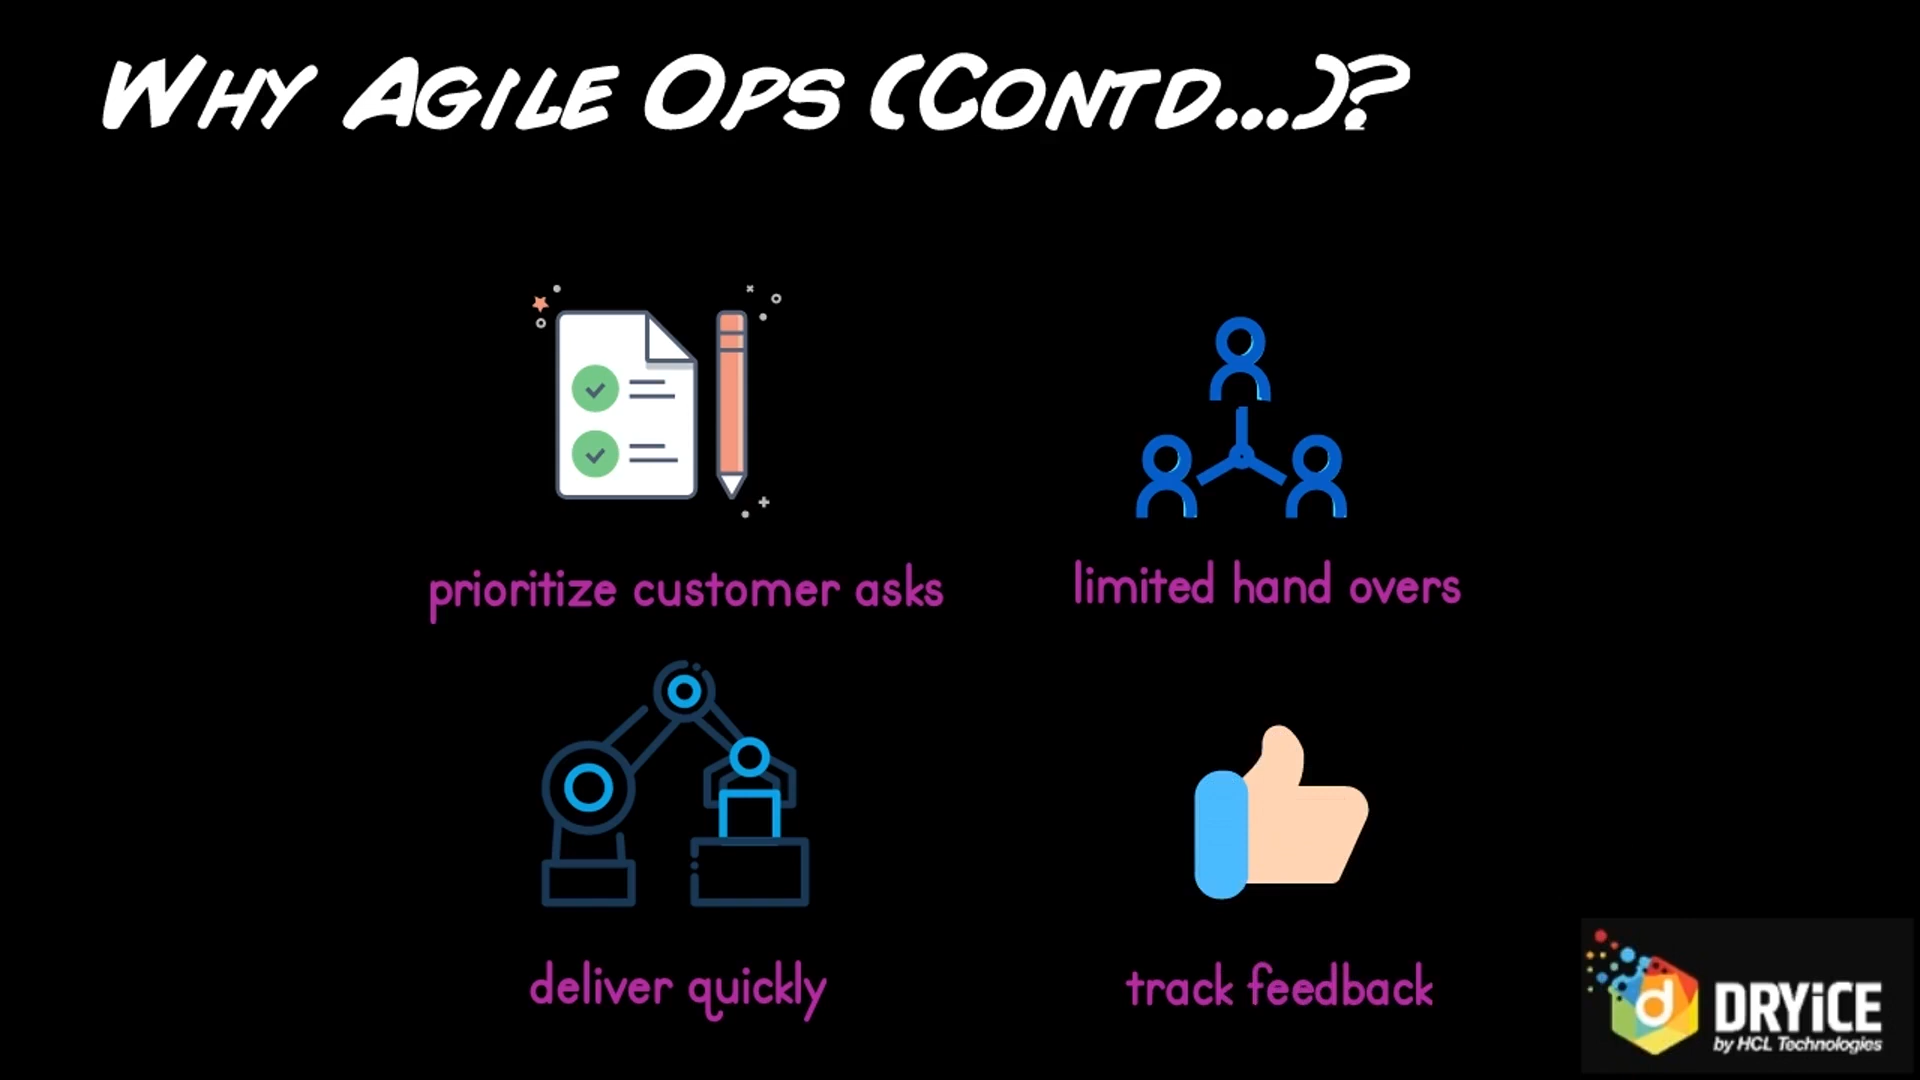 WHY AGILE OPS (CONTD...)?
prioritize customer asks
limited hand overs
deliver quickly
track feedback
d
DRYiCE
by HCL Technologies